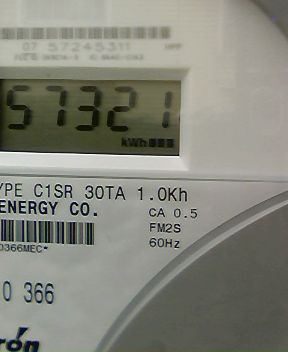 07 57245311
57321
kWh
YPE C1SR 30TA 1.0Kh
ENERGY CO.
CA 0.5
FM2S
60Hz
0366MEC*
0 366
rón